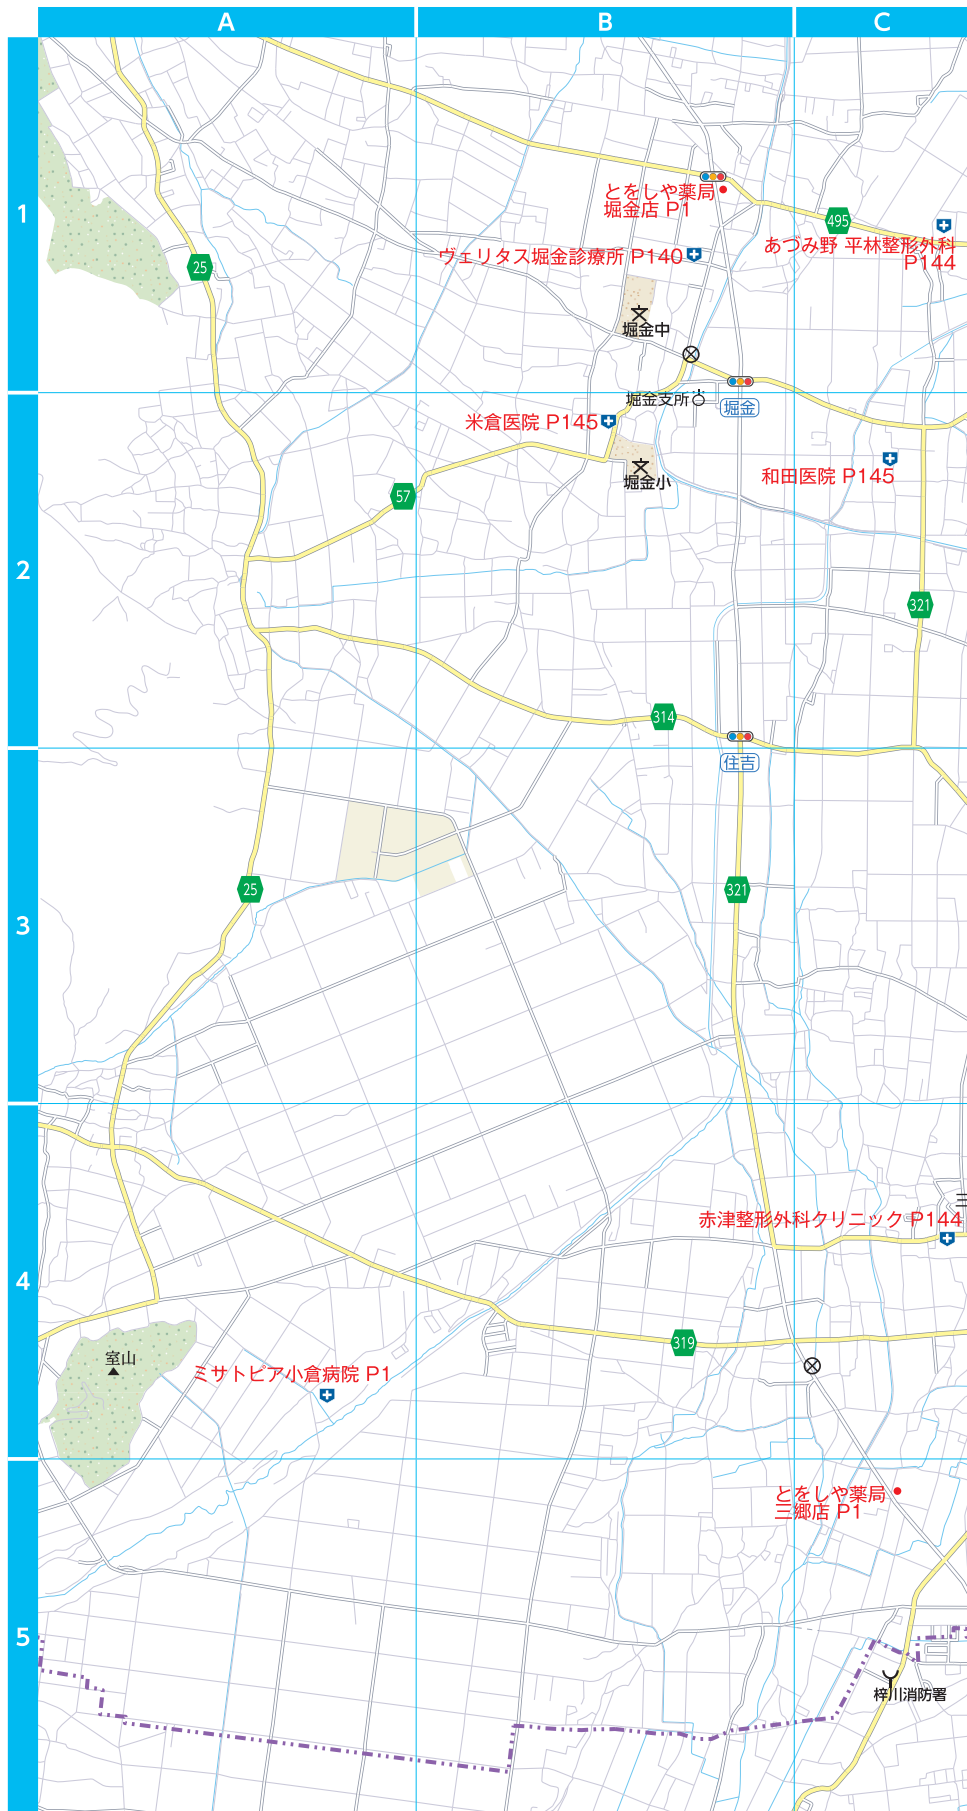 A
B
C
1
とをしや薬局
堀金店 P1
495
あづみ野 平林整形外科
P144
ヴェリタス堀金診療所 P140
25
堀金中
堀金支所
堀金
米倉医院 P145
和田医院 P145
堀金小
57
2
321
314
住吉
25
321
3
三
赤津整形外科クリニック P144
4
319
室山
ミサトピア小倉病院 P1
とをしや薬局
三郷店 P1
5
梓川消防署